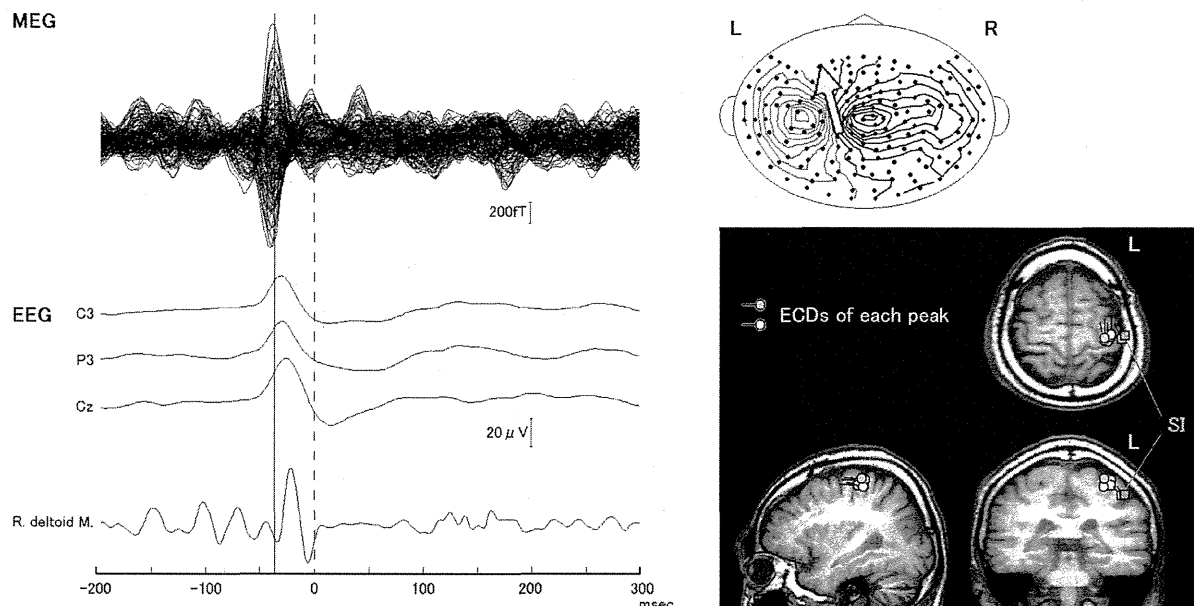 MEG
200fT
EEG
C3
P3
Cz
20 μV
R. deltoid M.
-200 -100 0 100 200 300
msec
L R
L
ECDs of each peak
SI
L